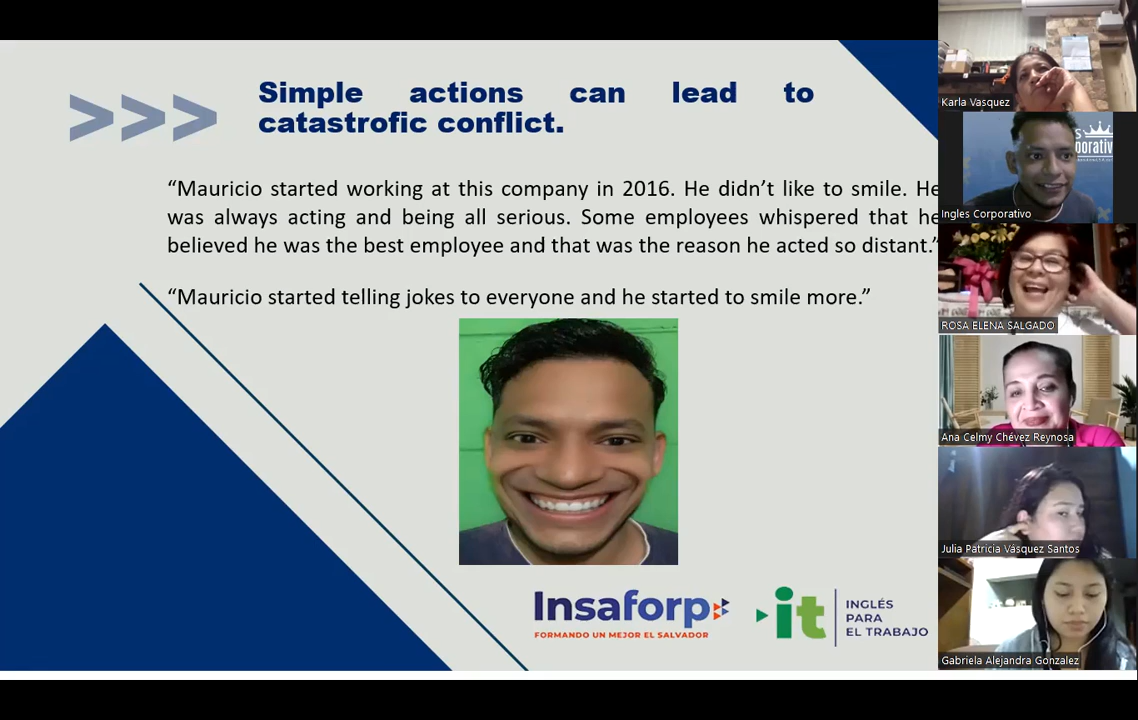 >>> Simple actions can lead to
catastrofic conflict.
“Mauricio started working at this company in 2016. He didn’t like to smile. He
was always acting and being all serious. Some employees whispered that he
believed he was the best employee and that was the reason he acted so distant.”
“Mauricio started telling jokes to everyone and he started to smile more.”
Insaforp
FORMANDO UN MEJOR EL SALVADOR
it
INGLÉS
PARA
EL TRABAJO
Karla Vasquez
Ingles Corporativo
ROSA ELENA SALGADO
Ana Celmy Chévez Reynosa
Julia Patricia Vásquez Santos
Gabriela Alejandra Gonzalez